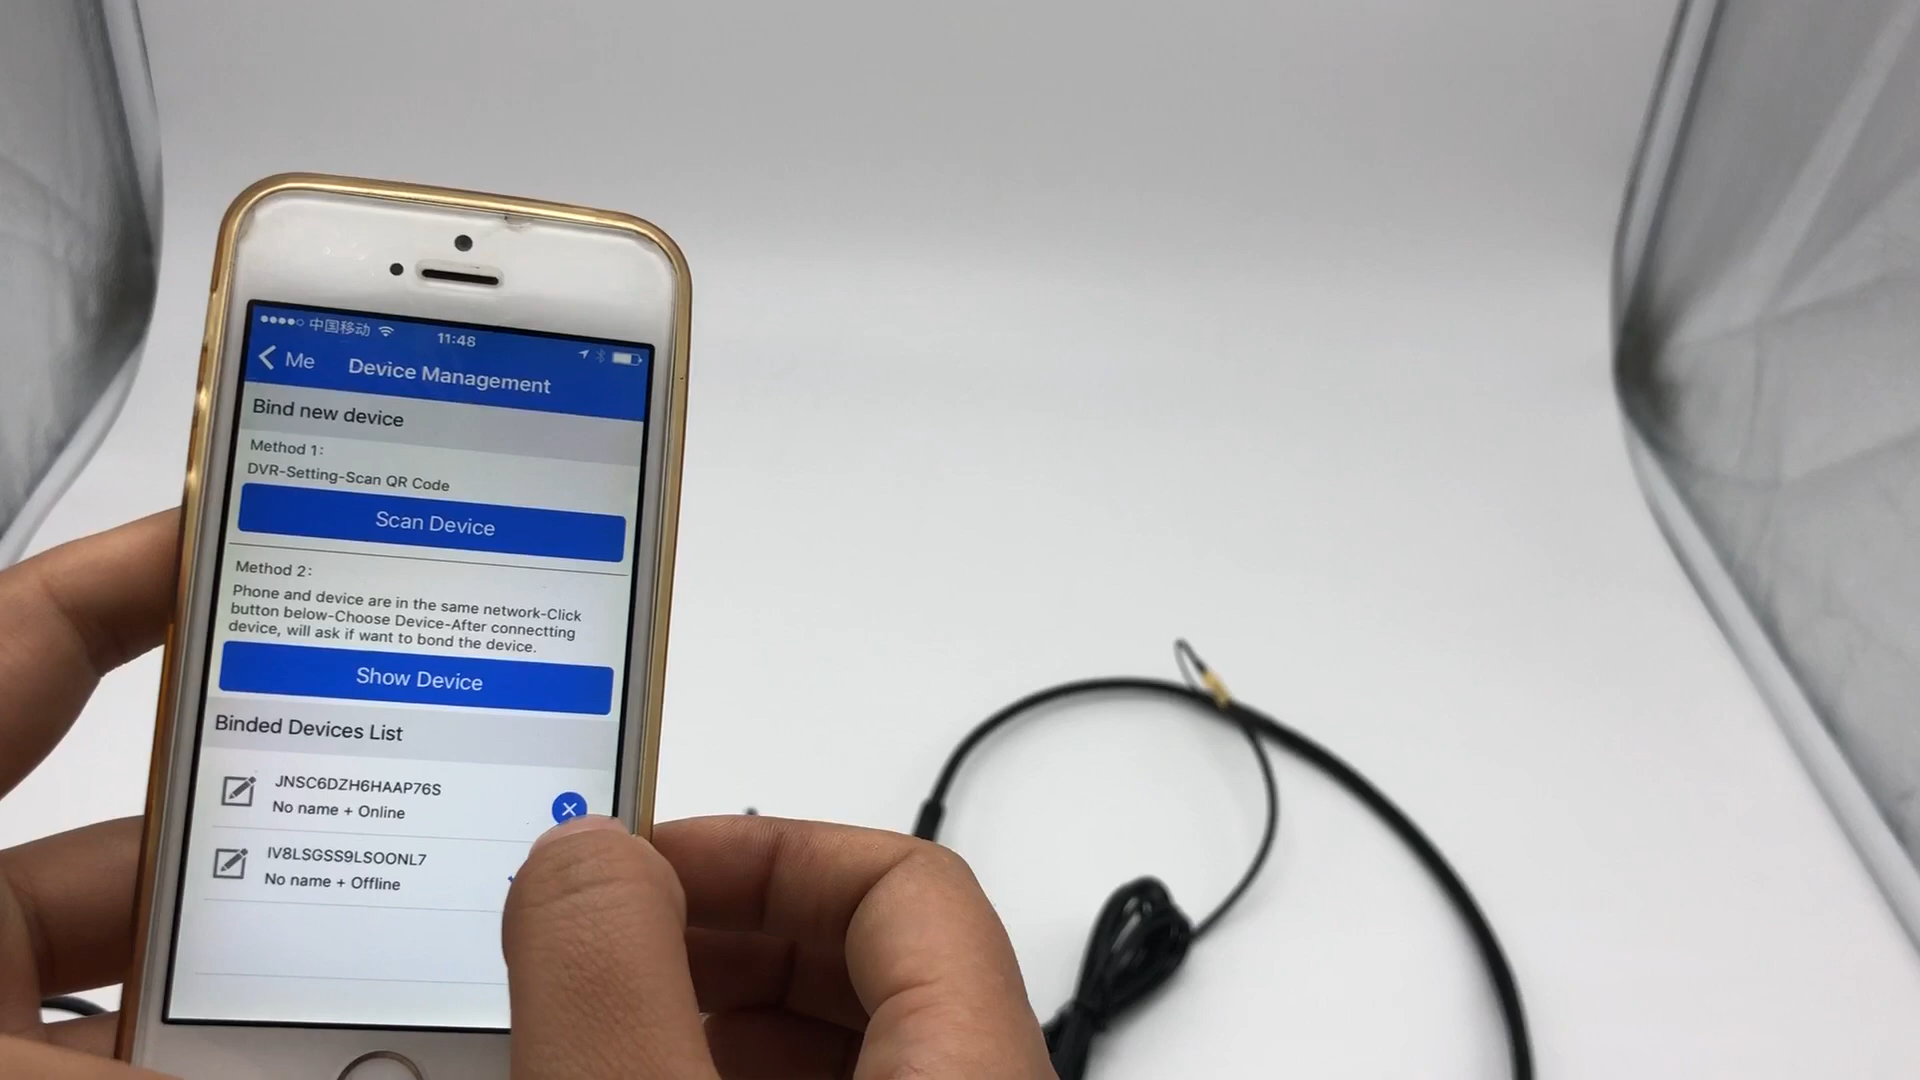 中国移动
11:48
Me
Device Management
Bind new device
Method 1:
DVR-Setting-Scan QR Code
Scan Device
Method 2:
Phone and device are in the same network-Click
button below-Choose Device-After connectting
device, will ask if want to bond the device.
Show Device
Binded Devices List
JNSC6DZH6HAAP76S
No name + Online
IV8LSGSS9LSOONL7
No name + Offline